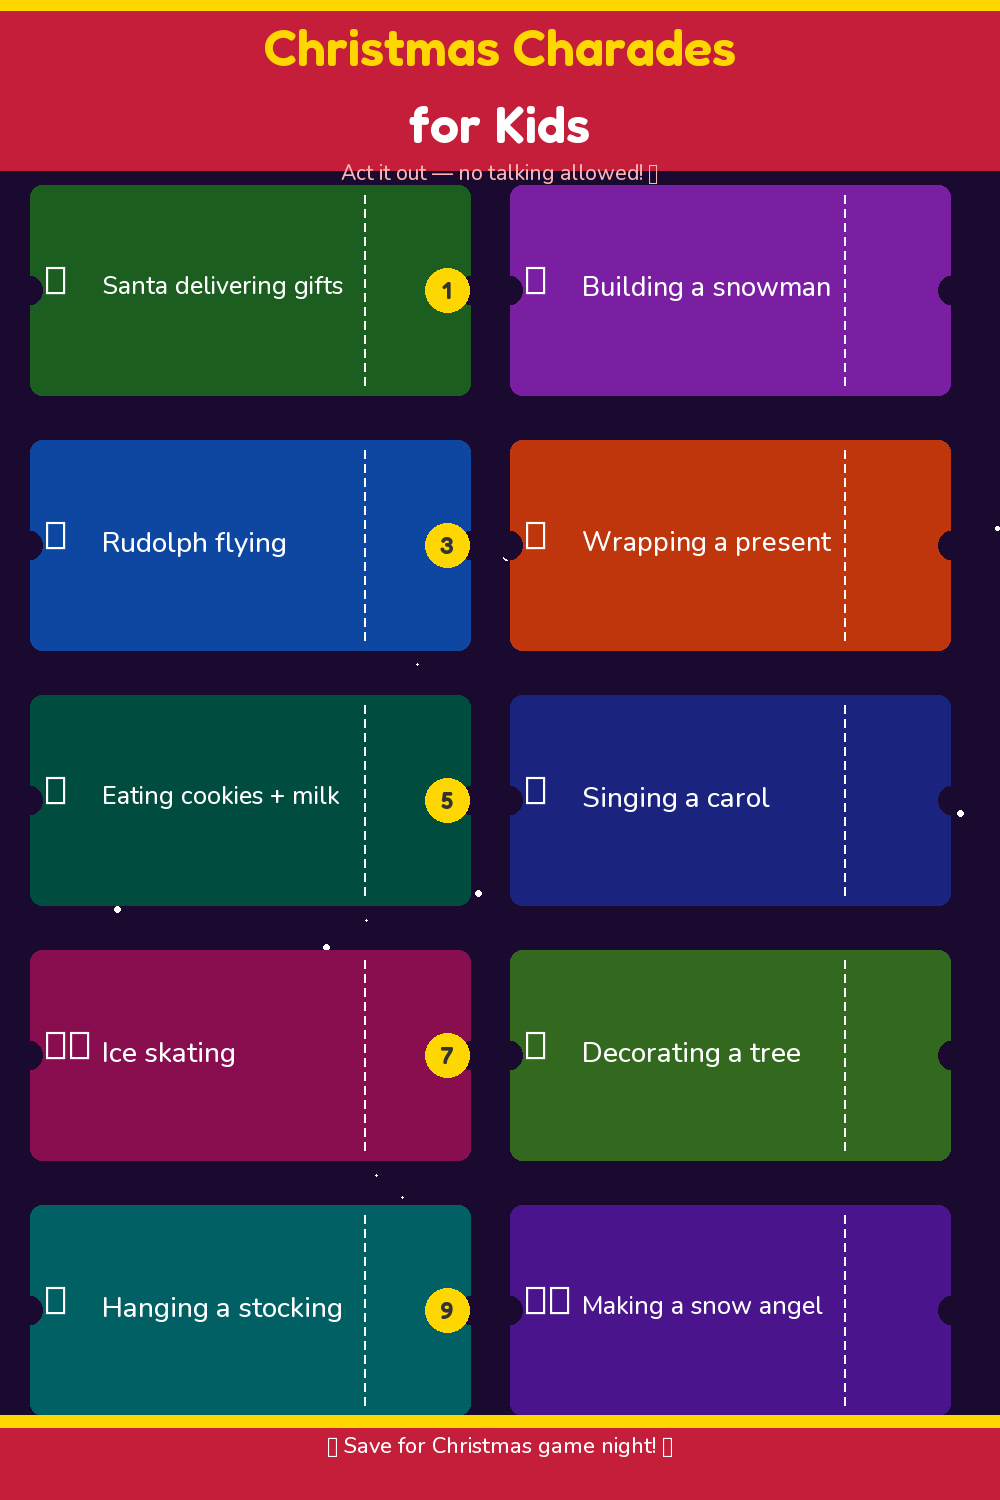 Christmas Charades
for Kids
Act it out — no talking allowed!
Santa delivering gifts
1
Building a snowman
Rudolph flying
3
Wrapping a present
Eating cookies + milk
5
Singing a carol
Ice skating
7
Decorating a tree
Hanging a stocking
9
Making a snow angel
Save for Christmas game night!